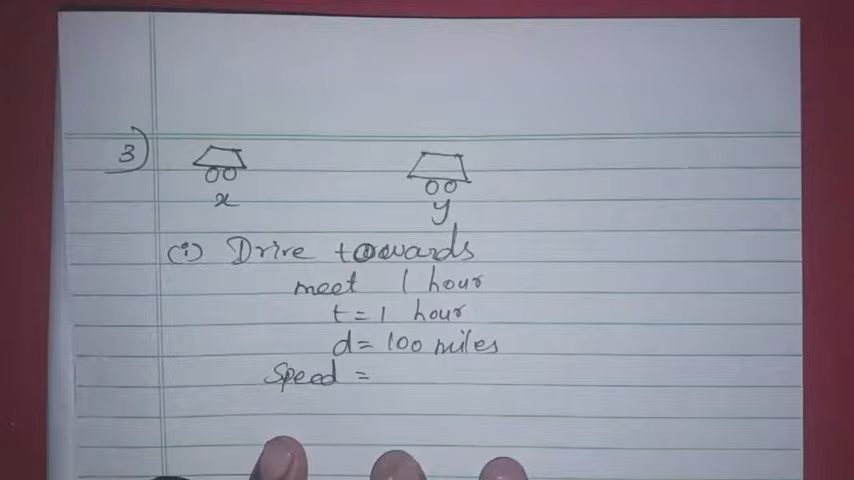 3)
x y
(i) Drive towards
meet 1 hour
t = 1 hour
d = 100 miles
Speed =